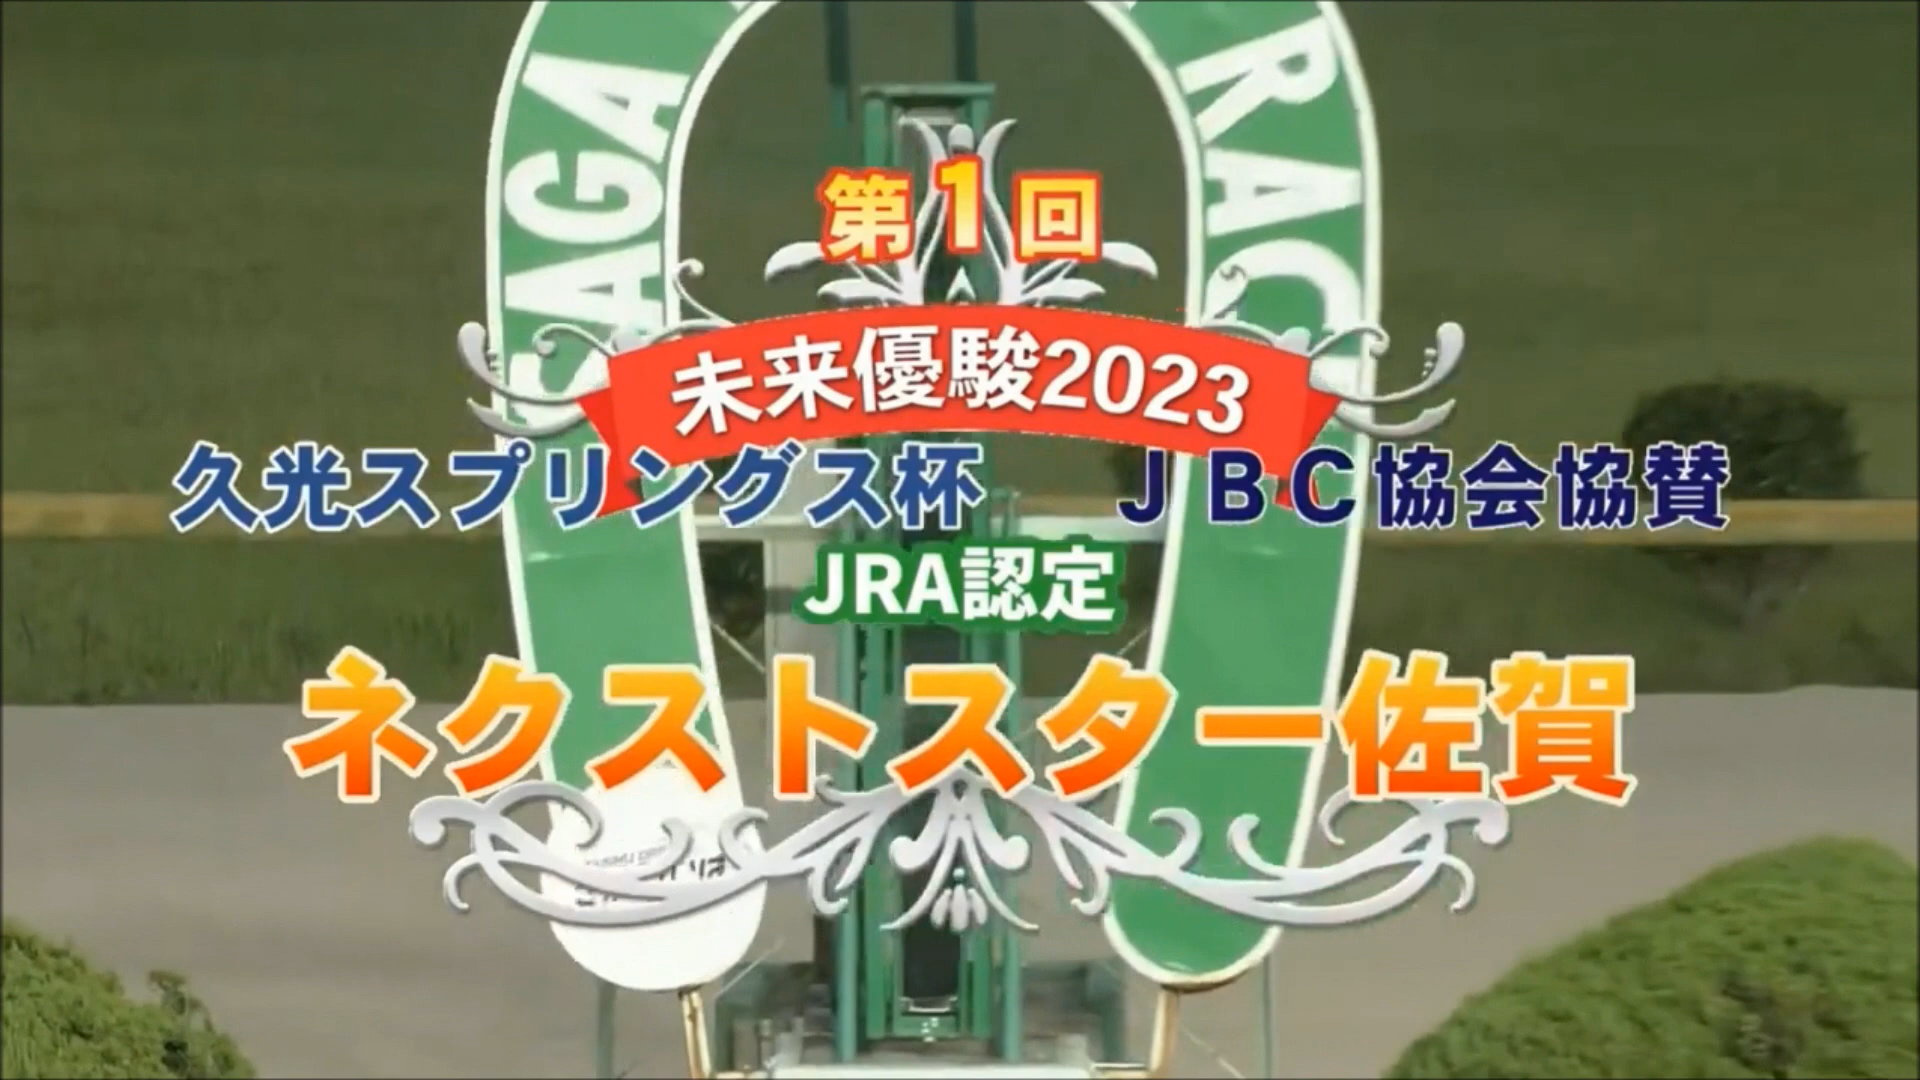 SAGA RAC
第1回
未来優駿2023
久光スプリングス杯　ＪＢＣ協会協賛
JRA認定
ネクストスター佐賀